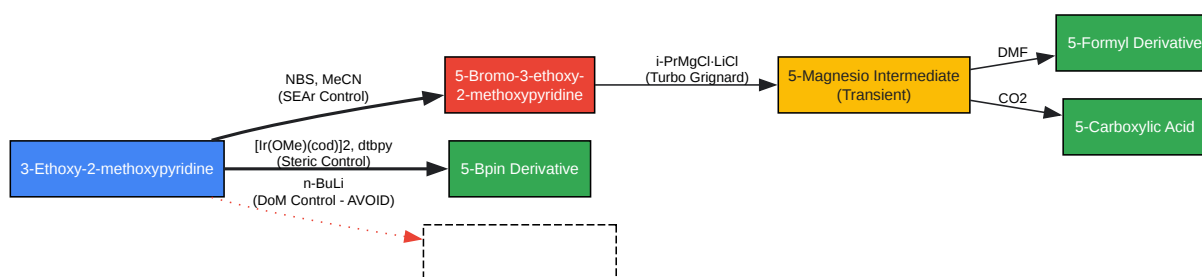 3-Ethoxy-2-methoxypyridine
NBS, MeCN
(SEAr Control)
[Ir(OMe)(cod)]2, dtbpy
(Steric Control)
n-BuLi
(DoM Control - AVOID)
5-Bromo-3-ethoxy-
2-methoxypyridine
5-Bpin Derivative
i-PrMgCl·LiCl
(Turbo Grignard)
5-Magnesio Intermediate
(Transient)
DMF
CO2
5-Formyl Derivative
5-Carboxylic Acid